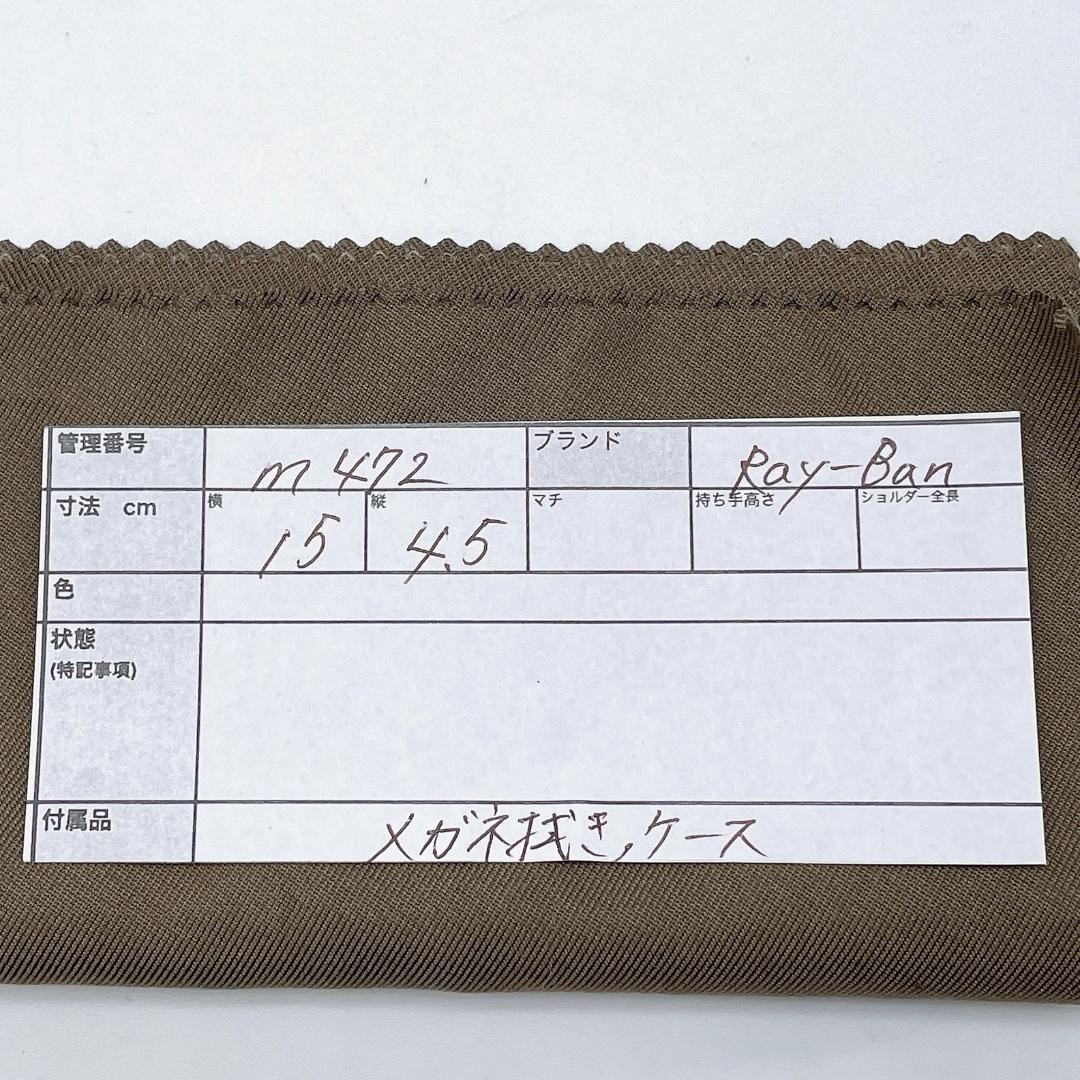 管理番号 m472 ブランド Ray-Ban
寸法 cm 横 15 縦 4.5 マチ 持ち手高さ ショルダー全長
色
状態
(特記事項)
付属品 メガネ拭き、ケース